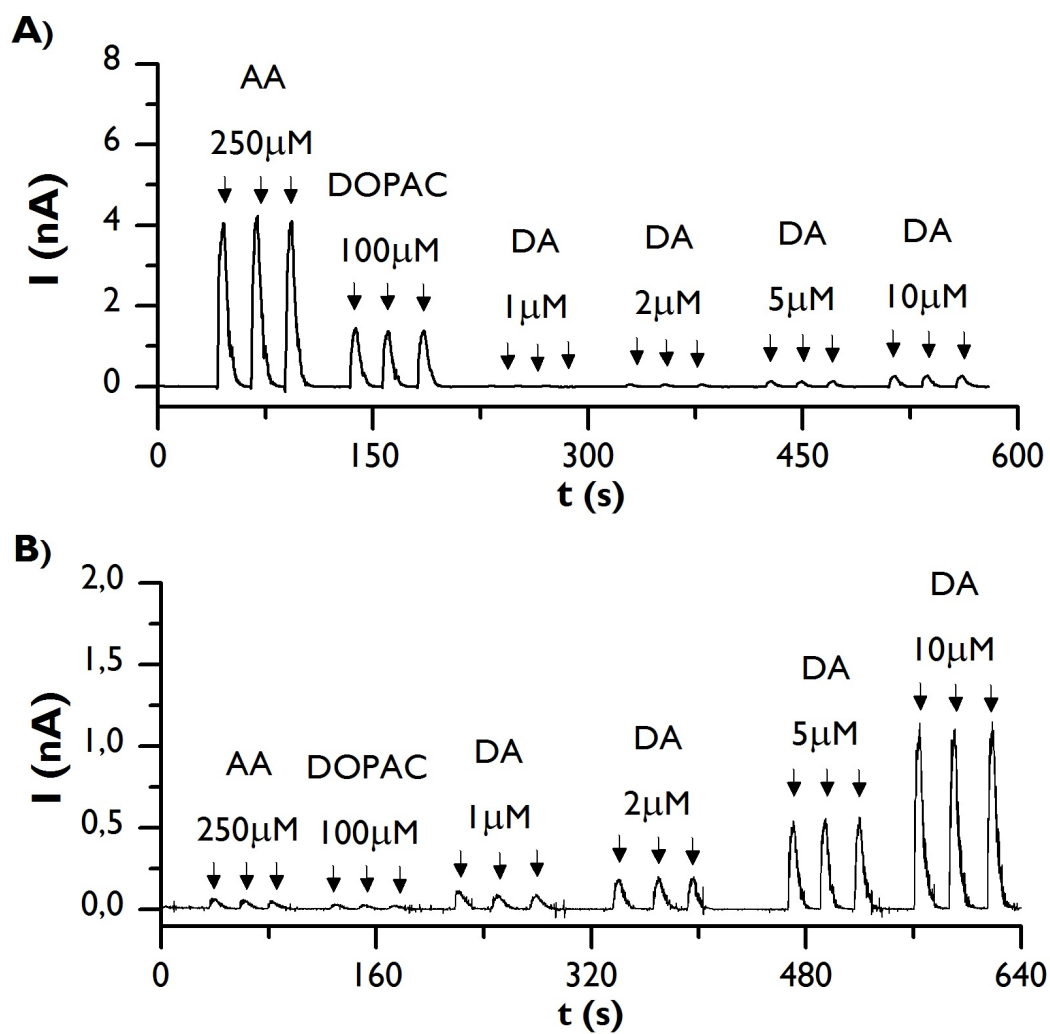 A)
8
6
4
2
0
I (nA)
AA
250μM
DOPAC
100μM
DA
1μM
DA
2μM
DA
5μM
DA
10μM
0 150 300 450 600
t (s)
B)
2,0
1,5
1,0
0,5
0,0
I (nA)
AA
250μM
DOPAC
100μM
DA
1μM
DA
2μM
DA
5μM
DA
10μM
0 160 320 480 640
t (s)